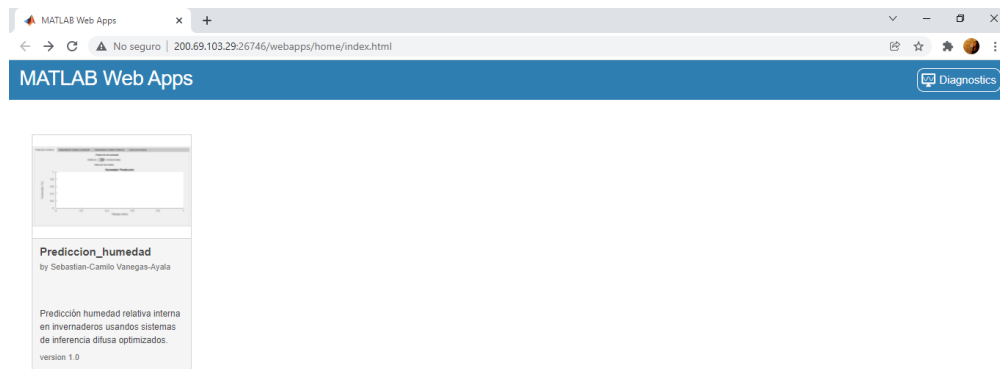 MATLAB Web Apps
No seguro | 200.69.103.29:26746/webapps/home/index.html
MATLAB Web Apps
Diagnostics
Prediccion_humedad
by Sebastian-Camilo Vanegas-Ayala
Predicción humedad relativa interna
en invernaderos usandos sistemas
de inferencia difusa optimizados.
version 1.0